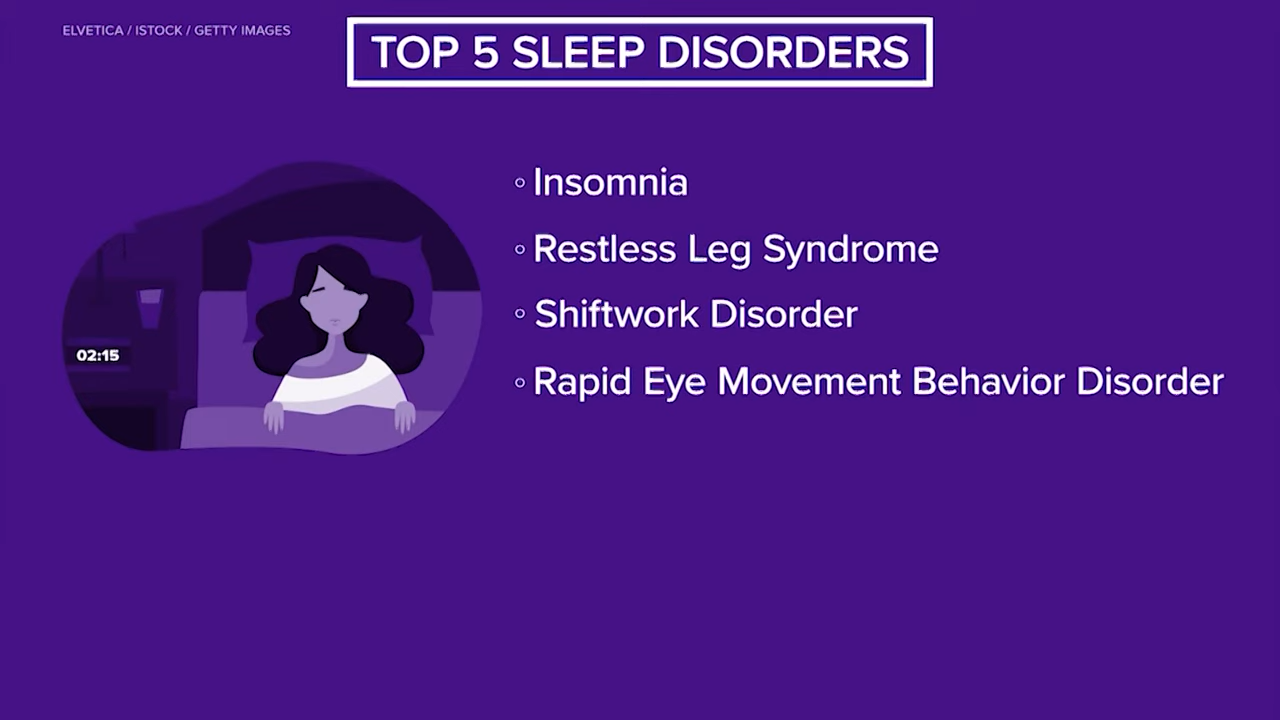 ELVETICA / ISTOCK / GETTY IMAGES
TOP 5 SLEEP DISORDERS
◦ Insomnia
◦ Restless Leg Syndrome
◦ Shiftwork Disorder
◦ Rapid Eye Movement Behavior Disorder
02:15